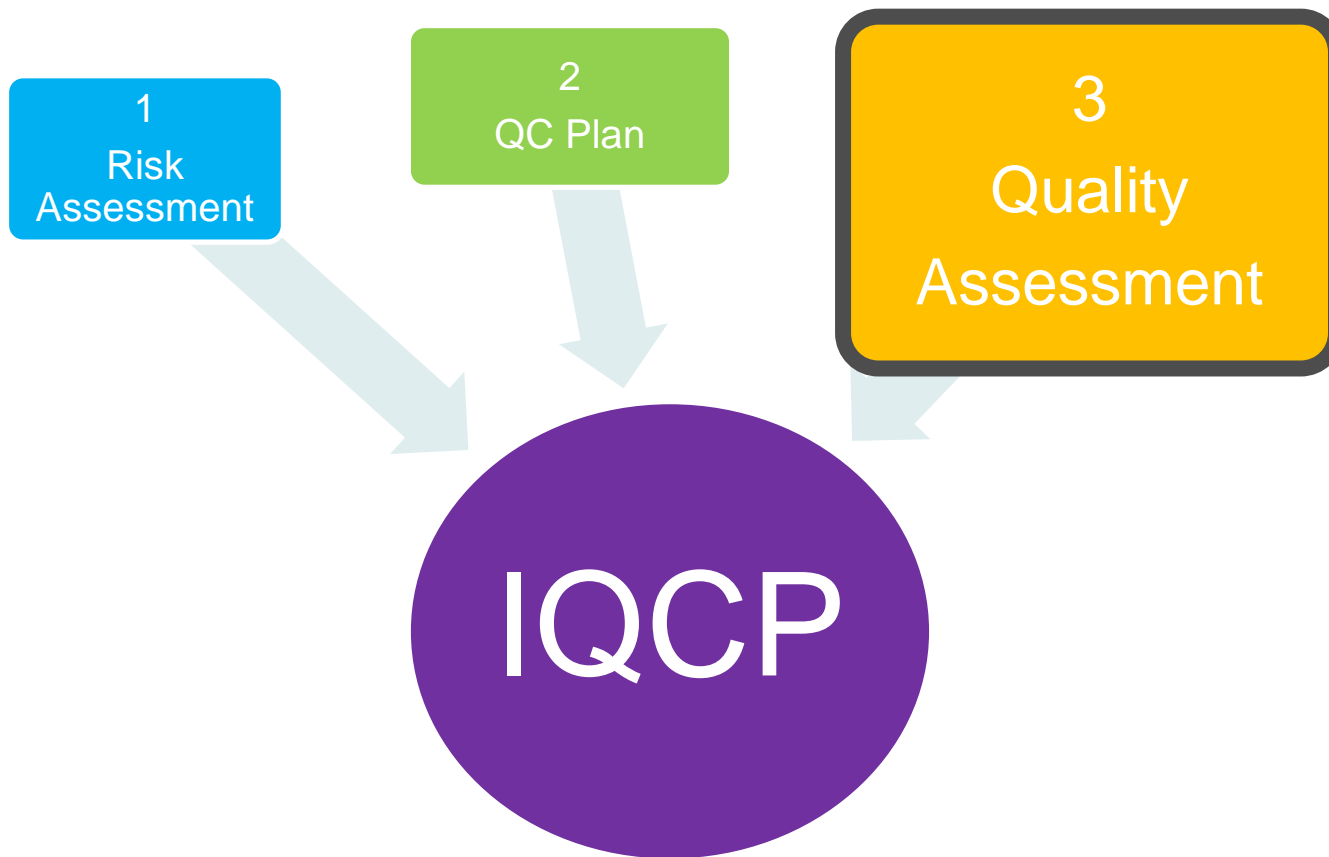 1
Risk
Assessment
2
QC Plan
3
Quality
Assessment
IQCP